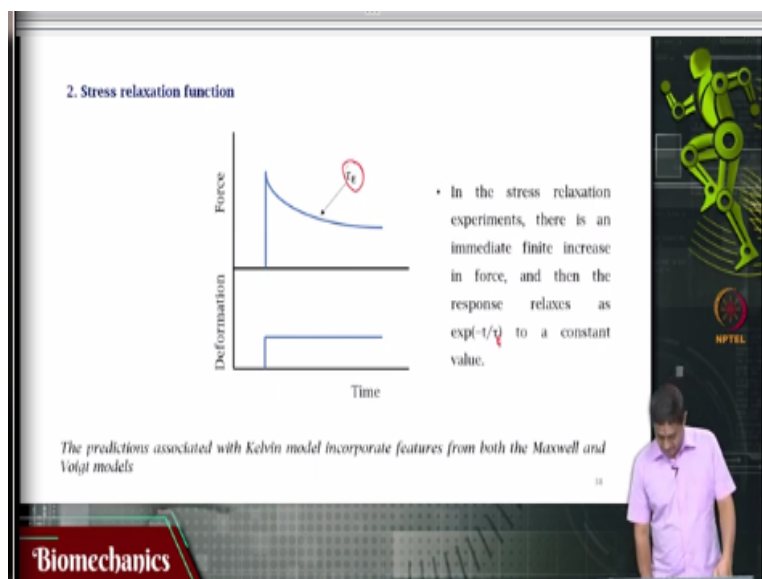 2. Stress relaxation function
Force
τε
Deformation
Time
• In the stress relaxation
experiments, there is an
immediate finite increase
in force, and then the
response relaxes as
exp(−t/τε) to a constant
value.
The predictions associated with Kelvin model incorporate features from both the Maxwell and
Voigt models
18
NPTEL
Biomechanics